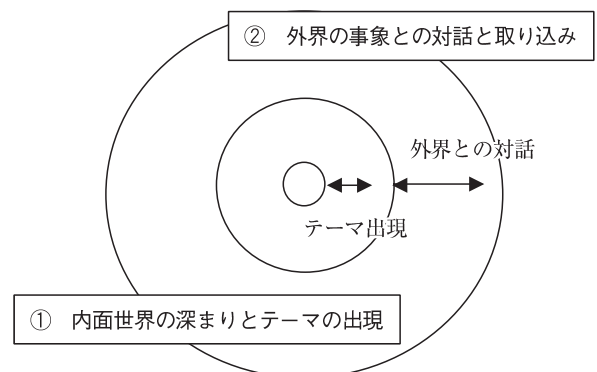 ② 外界の事象との対話と取り込み
外界との対話
テーマ出現
① 内面世界の深まりとテーマの出現